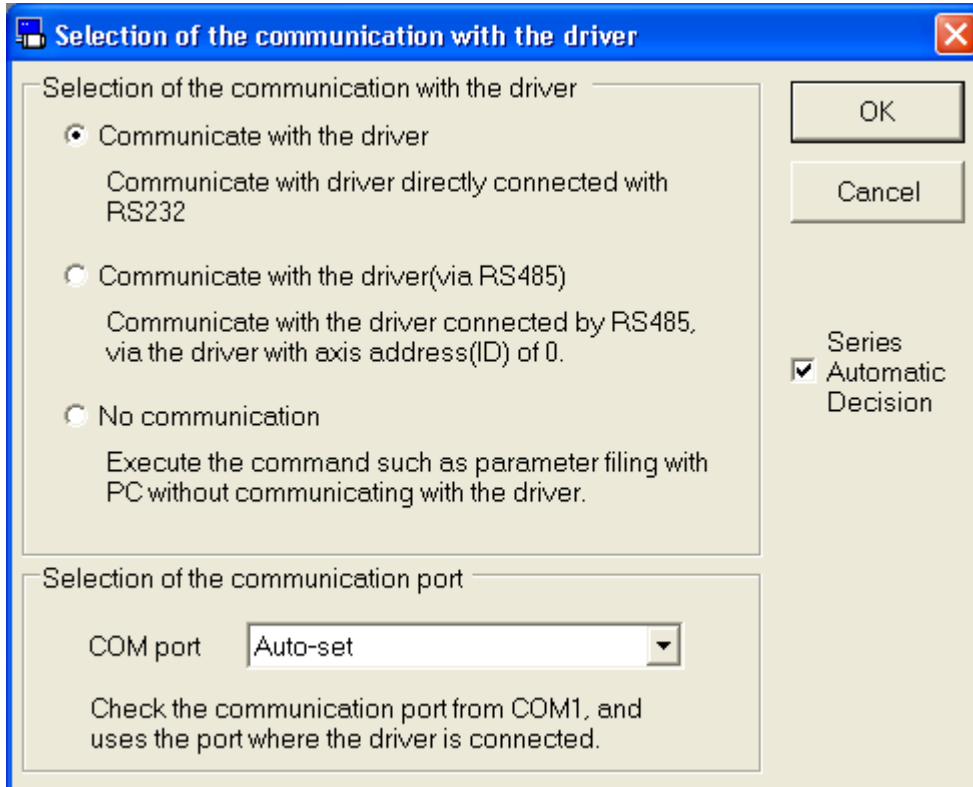 Selection of the communication with the driver
Selection of the communication with the driver
Communicate with the driver
Communicate with driver directly connected with
RS232
Communicate with the driver(via RS485)
Communicate with the driver connected by RS485,
via the driver with axis address(ID) of 0.
No communication
Execute the command such as parameter filing with
PC without communicating with the driver.
OK
Cancel
Series
Automatic
Decision
Selection of the communication port
COM port
Auto-set
Check the communication port from COM1, and
uses the port where the driver is connected.